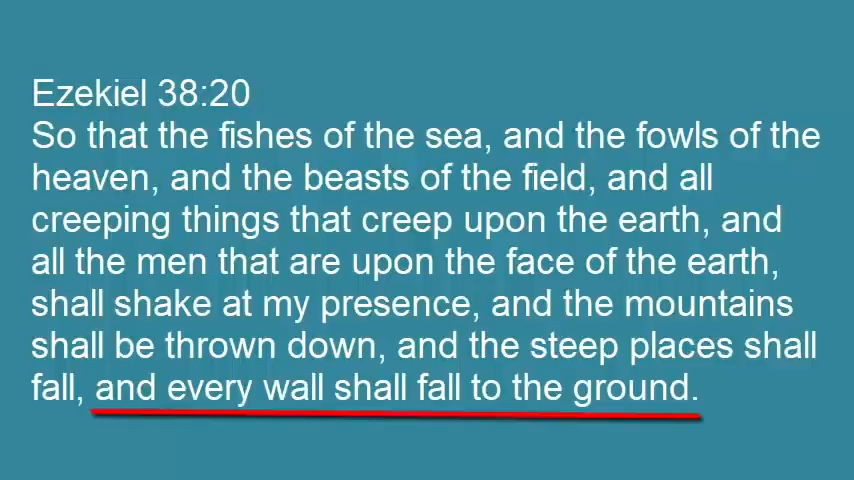 Ezekiel 38:20
So that the fishes of the sea, and the fowls of the
heaven, and the beasts of the field, and all
creeping things that creep upon the earth, and
all the men that are upon the face of the earth,
shall shake at my presence, and the mountains
shall be thrown down, and the steep places shall
fall, and every wall shall fall to the ground.